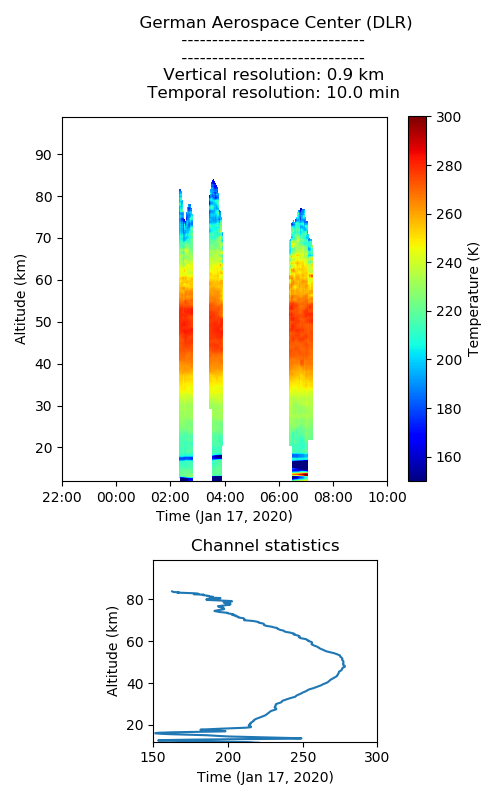 German Aerospace Center (DLR)
----------------------------
----------------------------
Vertical resolution: 0.9 km
Temporal resolution: 10.0 min
90
80
70
60
50
40
30
20
Altitude (km)
22:00 00:00 02:00 04:00 06:00 08:00 10:00
Time (Jan 17, 2020)
300
280
260
240
220
200
180
160
Temperature (K)
Channel statistics
80
60
40
20
Altitude (km)
150 200 250 300
Time (Jan 17, 2020)